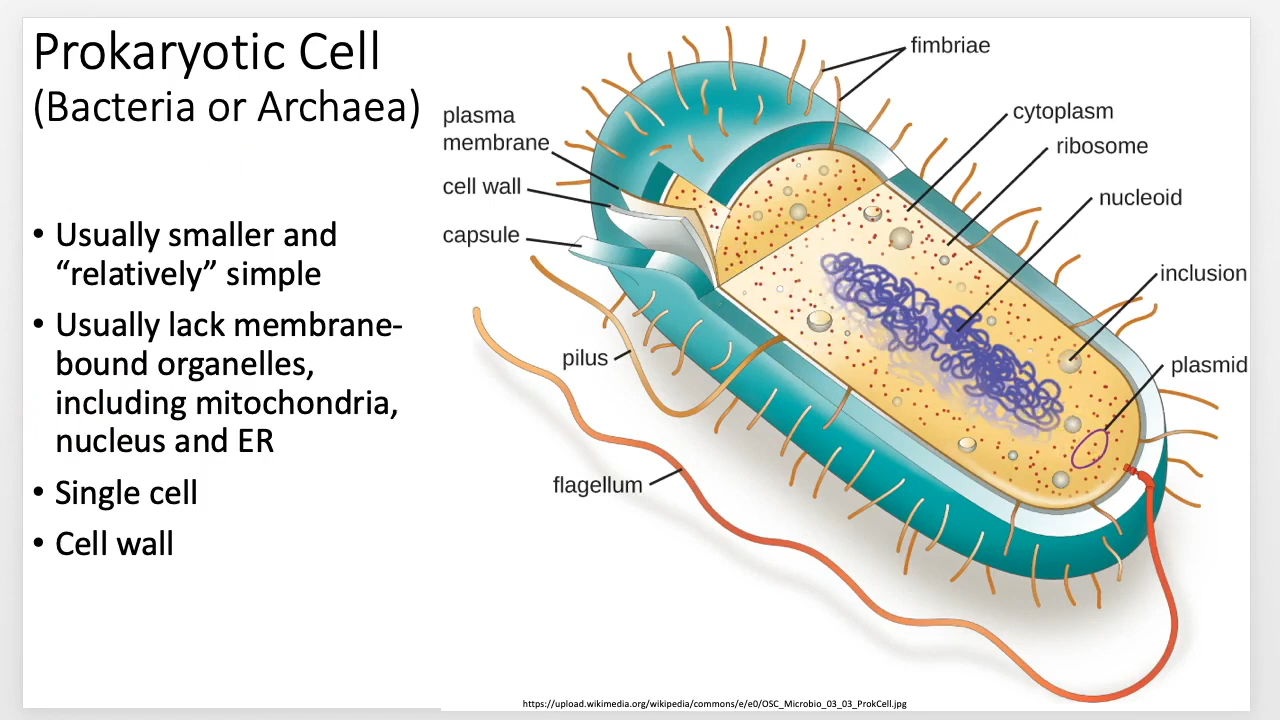 Prokaryotic Cell
(Bacteria or Archaea)
• Usually smaller and
“relatively” simple
• Usually lack membrane-
bound organelles,
including mitochondria,
nucleus and ER
• Single cell
• Cell wall
fimbriae
plasma
membrane
cell wall
capsule
cytoplasm
ribosome
nucleoid
inclusion
plasmid
pilus
flagellum
https://upload.wikimedia.org/wikipedia/commons/e/e0/OSC_Microbio_03_03_ProkCell.jpg